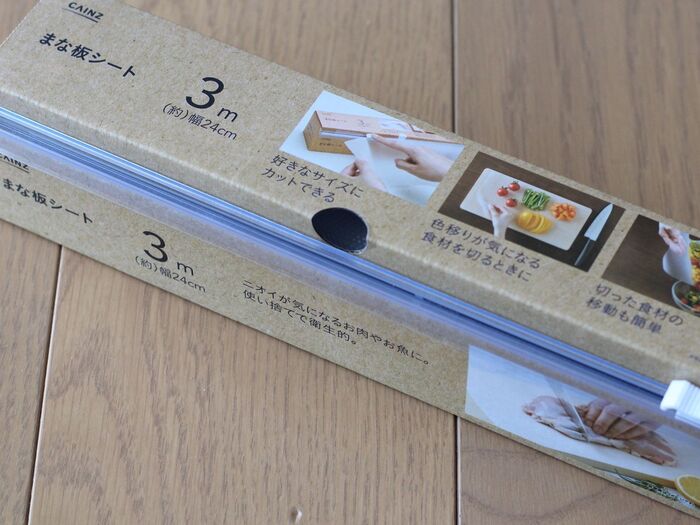 CAINZ
まな板シート
3m
(約)幅24cm
好きなサイズに
カットできる
色移りが気になる
食材を切るときに
切った食材の
移動も簡単
CAINZ
まな板シート
3m
(約)幅24cm
ニオイが気になるお肉やお魚に。
使い捨てで衛生的。